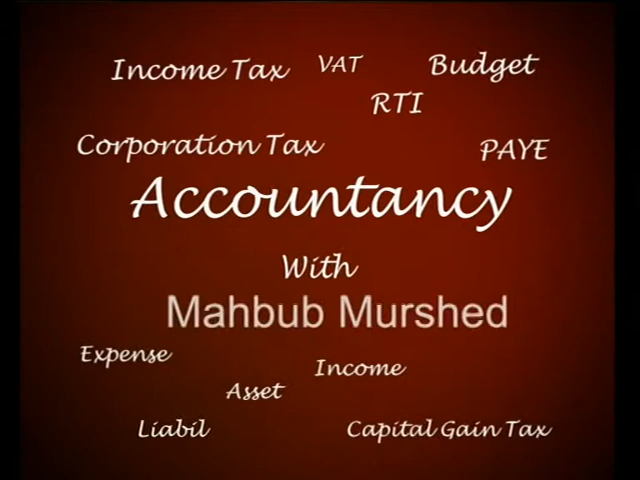 Income Tax VAT Budget
RTI
Corporation Tax PAYE
Accountancy
With
Mahbub Murshed
Expense
Income
Asset
Liabil Capital Gain Tax